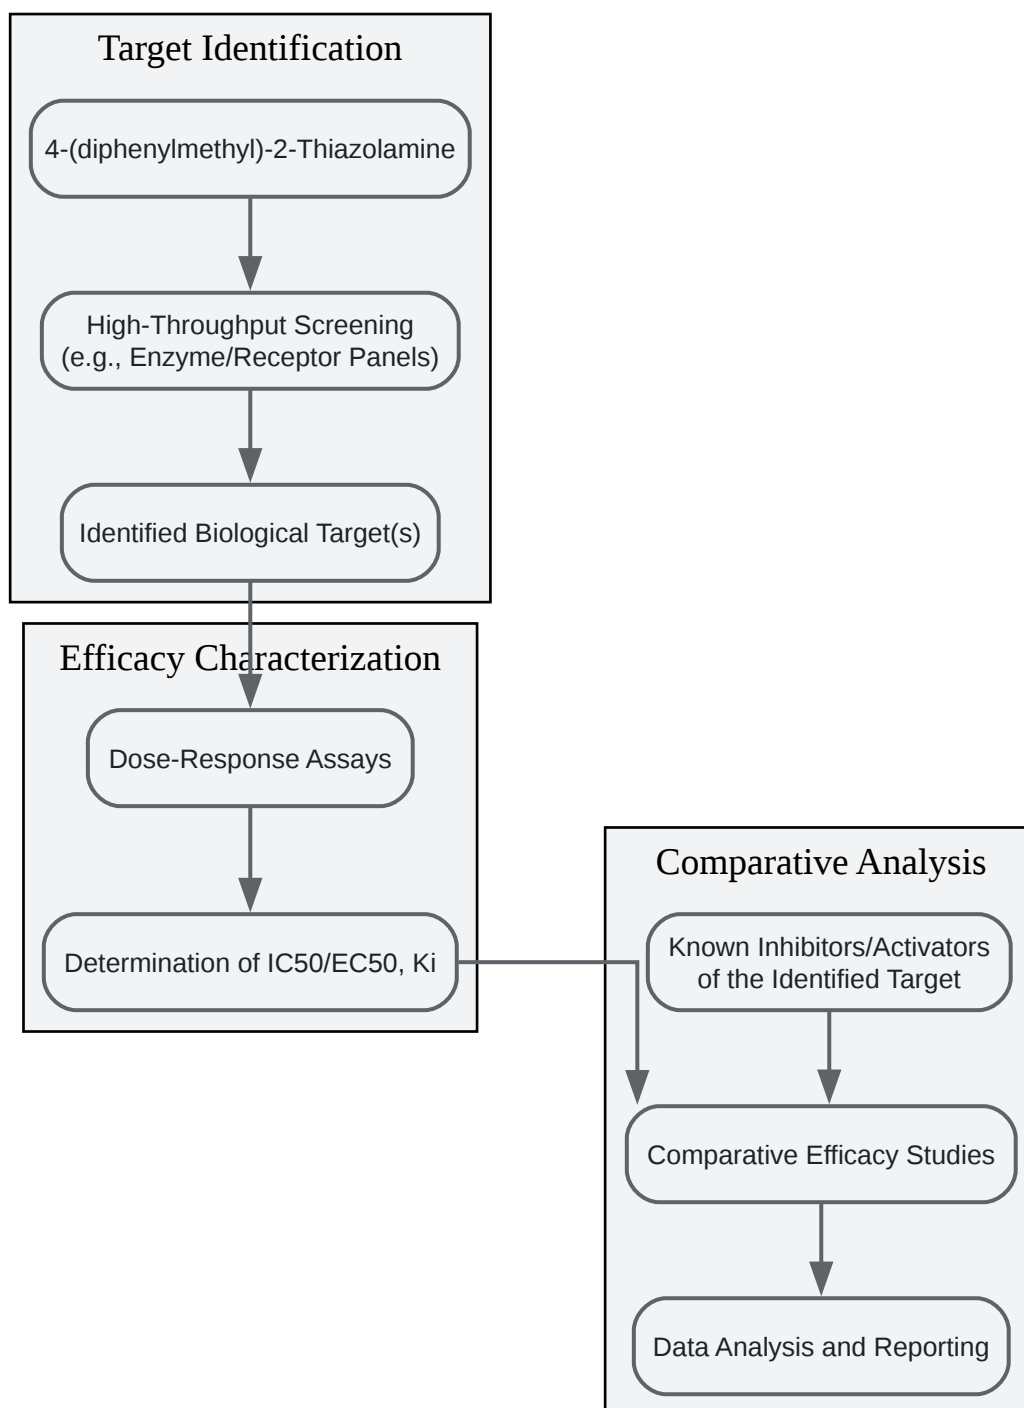 Target Identification
4-(diphenylmethyl)-2-Thiazolamine
High-Throughput Screening
(e.g., Enzyme/Receptor Panels)
Identified Biological Target(s)
Efficacy Characterization
Dose-Response Assays
Determination of IC50/EC50, Ki
Comparative Analysis
Known Inhibitors/Activators
of the Identified Target
Comparative Efficacy Studies
Data Analysis and Reporting